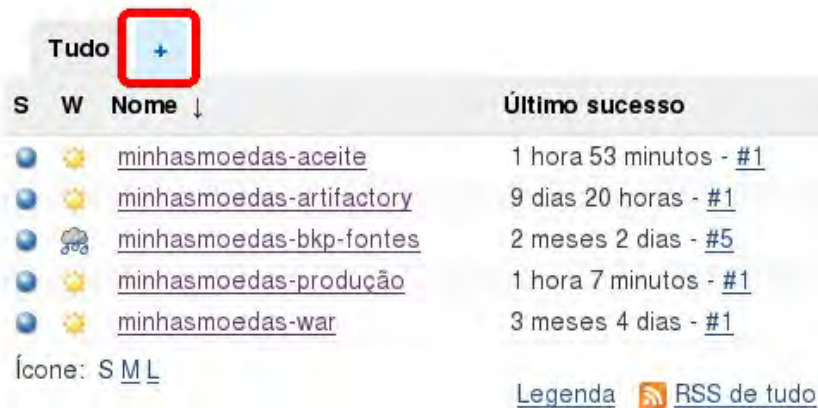 Tudo +
S W Nome ↓ Último sucesso
minhasmoedas-aceite 1 hora 53 minutos - #1
minhasmoedas-artifactory 9 dias 20 horas - #1
minhasmoedas-bkp-fontes 2 meses 2 dias - #5
minhasmoedas-produção 1 hora 7 minutos - #1
minhasmoedas-war 3 meses 4 dias - #1
Ícone: S M L
Legenda RSS de tudo